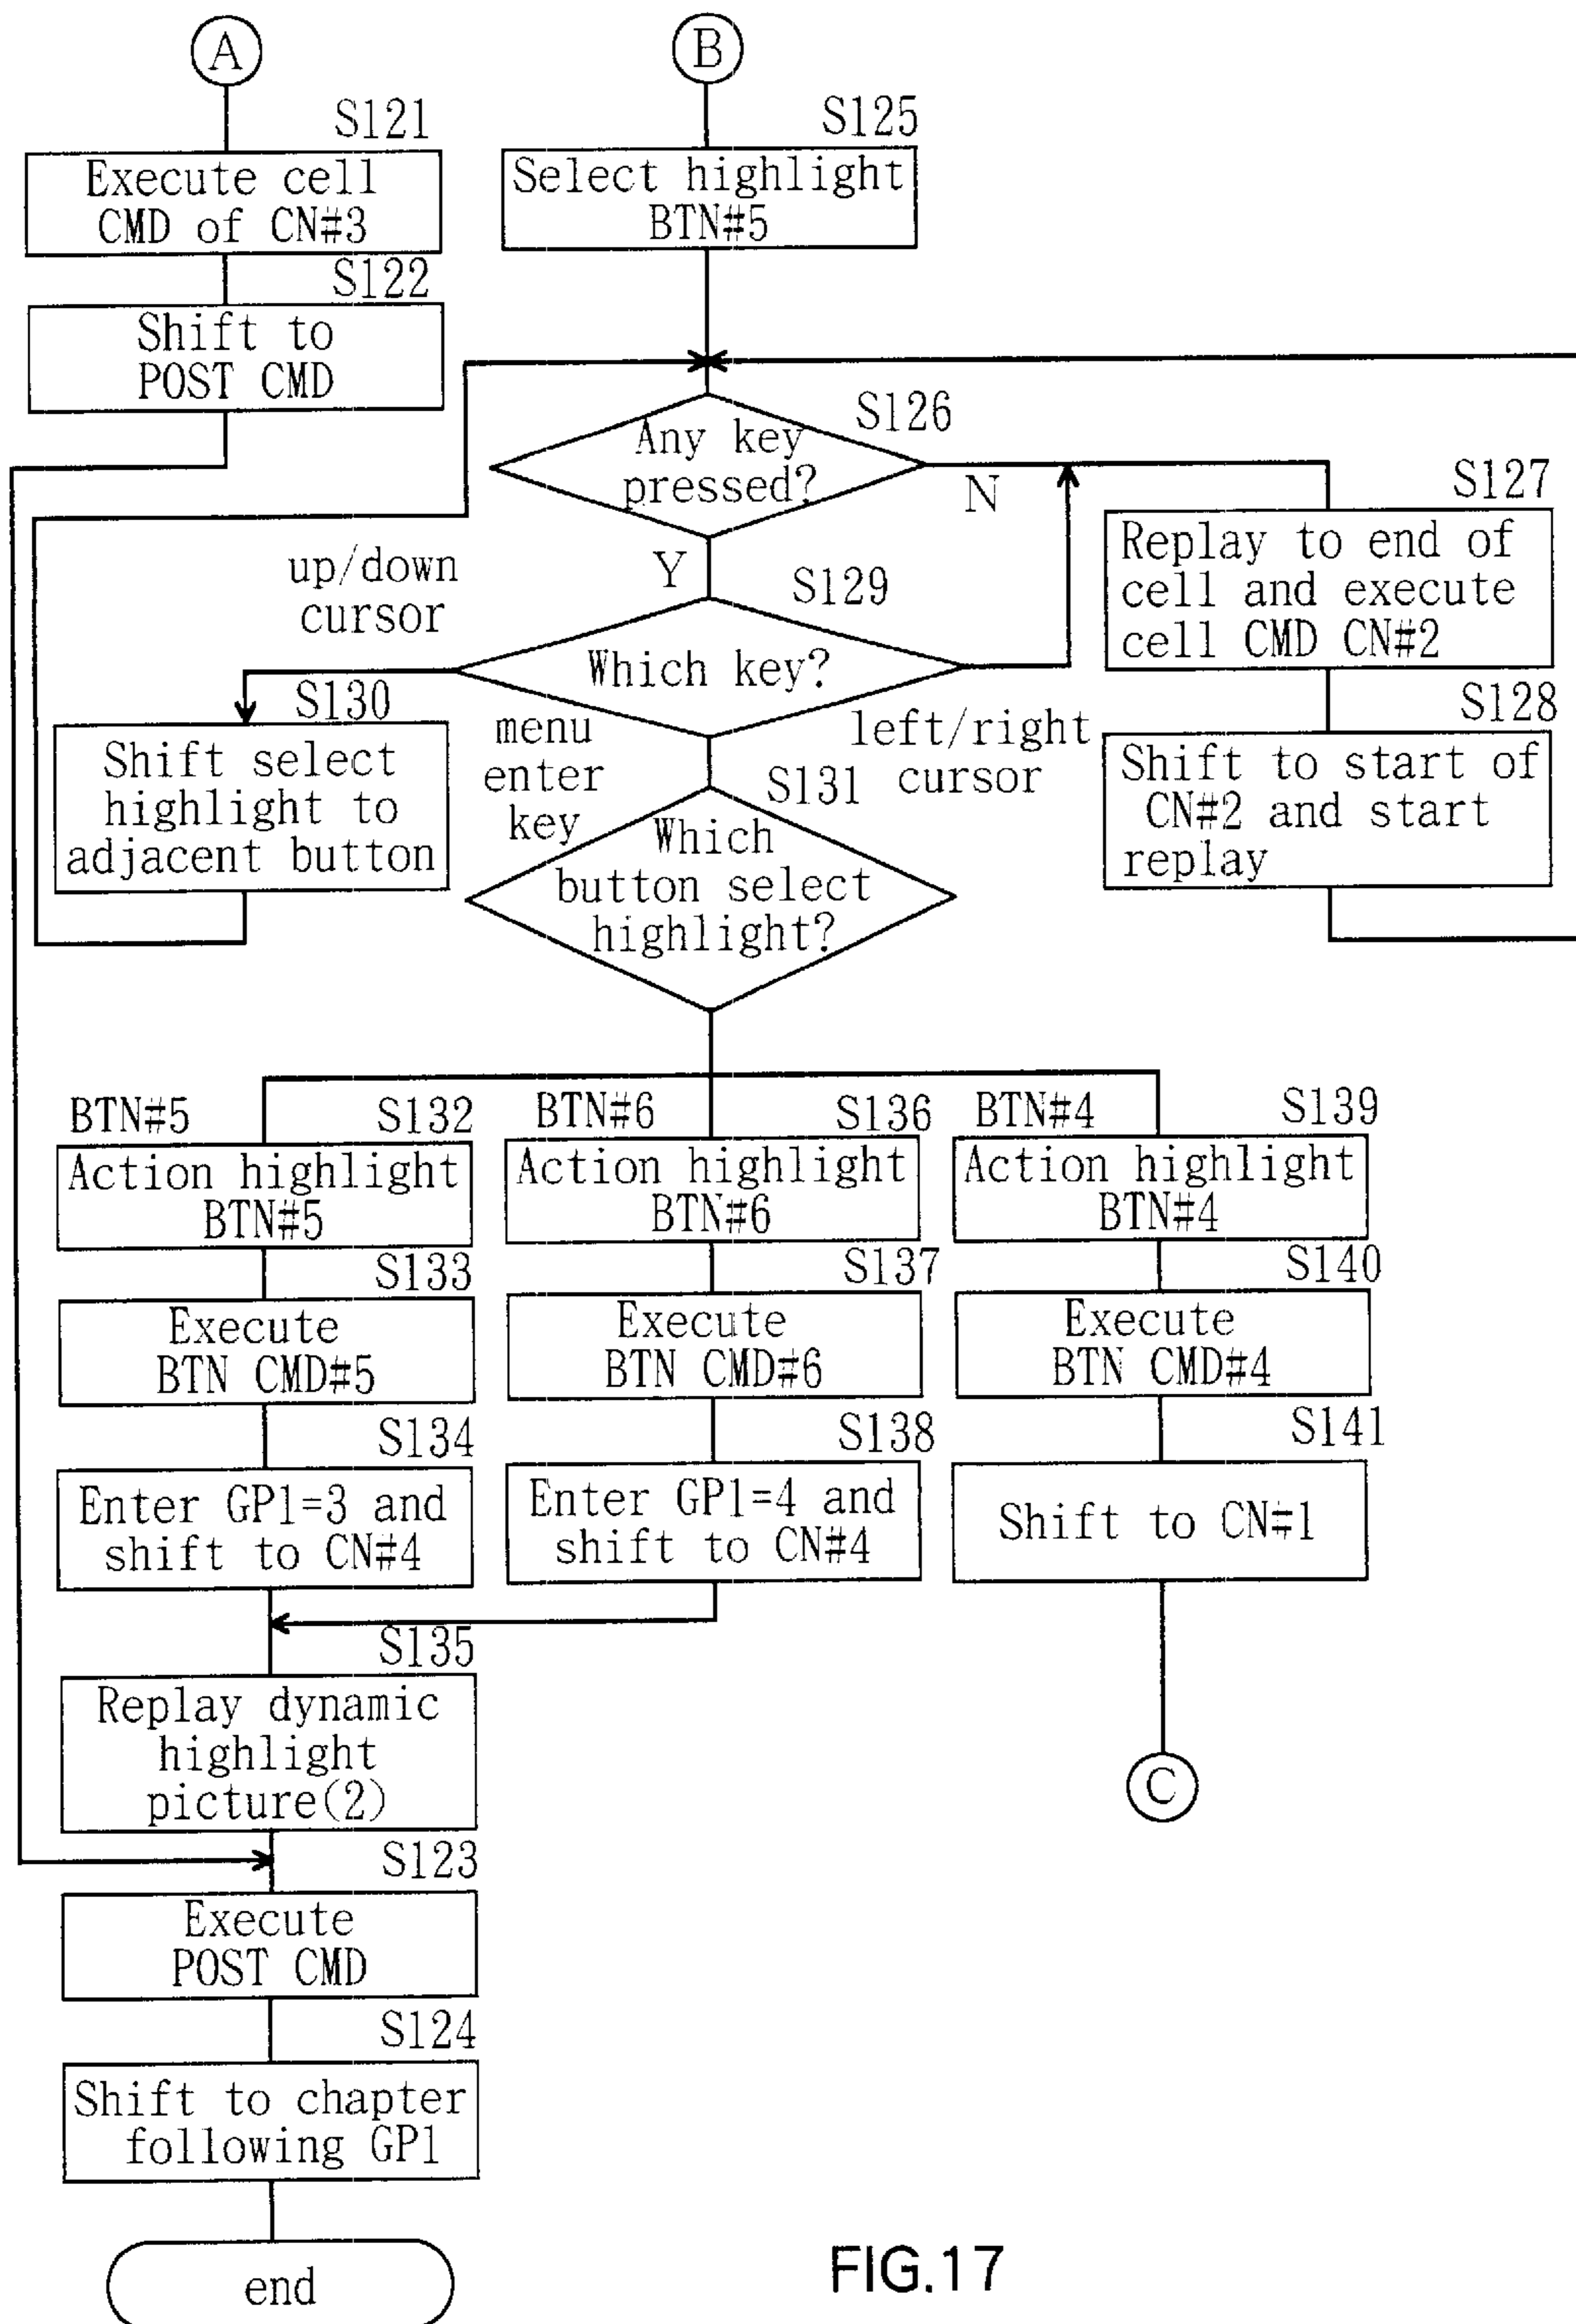 A
S121
Execute cell
CMD of CN#3
S122
Shift to
POST CMD
B
S125
Select highlight
BTN#5
S126
Any key
pressed?
N
Y
S127
Replay to end of
cell and execute
cell CMD CN#2
S128
Shift to start of
CN#2 and start
replay
up/down
cursor
S129
Which key?
S130
Shift select
highlight to
adjacent button
menu
enter
key
left/right
cursor
S131
Which
button select
highlight?
BTN#5
S132
Action highlight
BTN#5
S133
Execute
BTN CMD#5
S134
Enter GP1=3 and
shift to CN#4
BTN#6
S136
Action highlight
BTN#6
S137
Execute
BTN CMD#6
S138
Enter GP1=4 and
shift to CN#4
BTN#4
S139
Action highlight
BTN#4
S140
Execute
BTN CMD#4
S141
Shift to CN#1
C
S135
Replay dynamic
highlight
picture(2)
S123
Execute
POST CMD
S124
Shift to chapter
following GP1
end
FIG.17